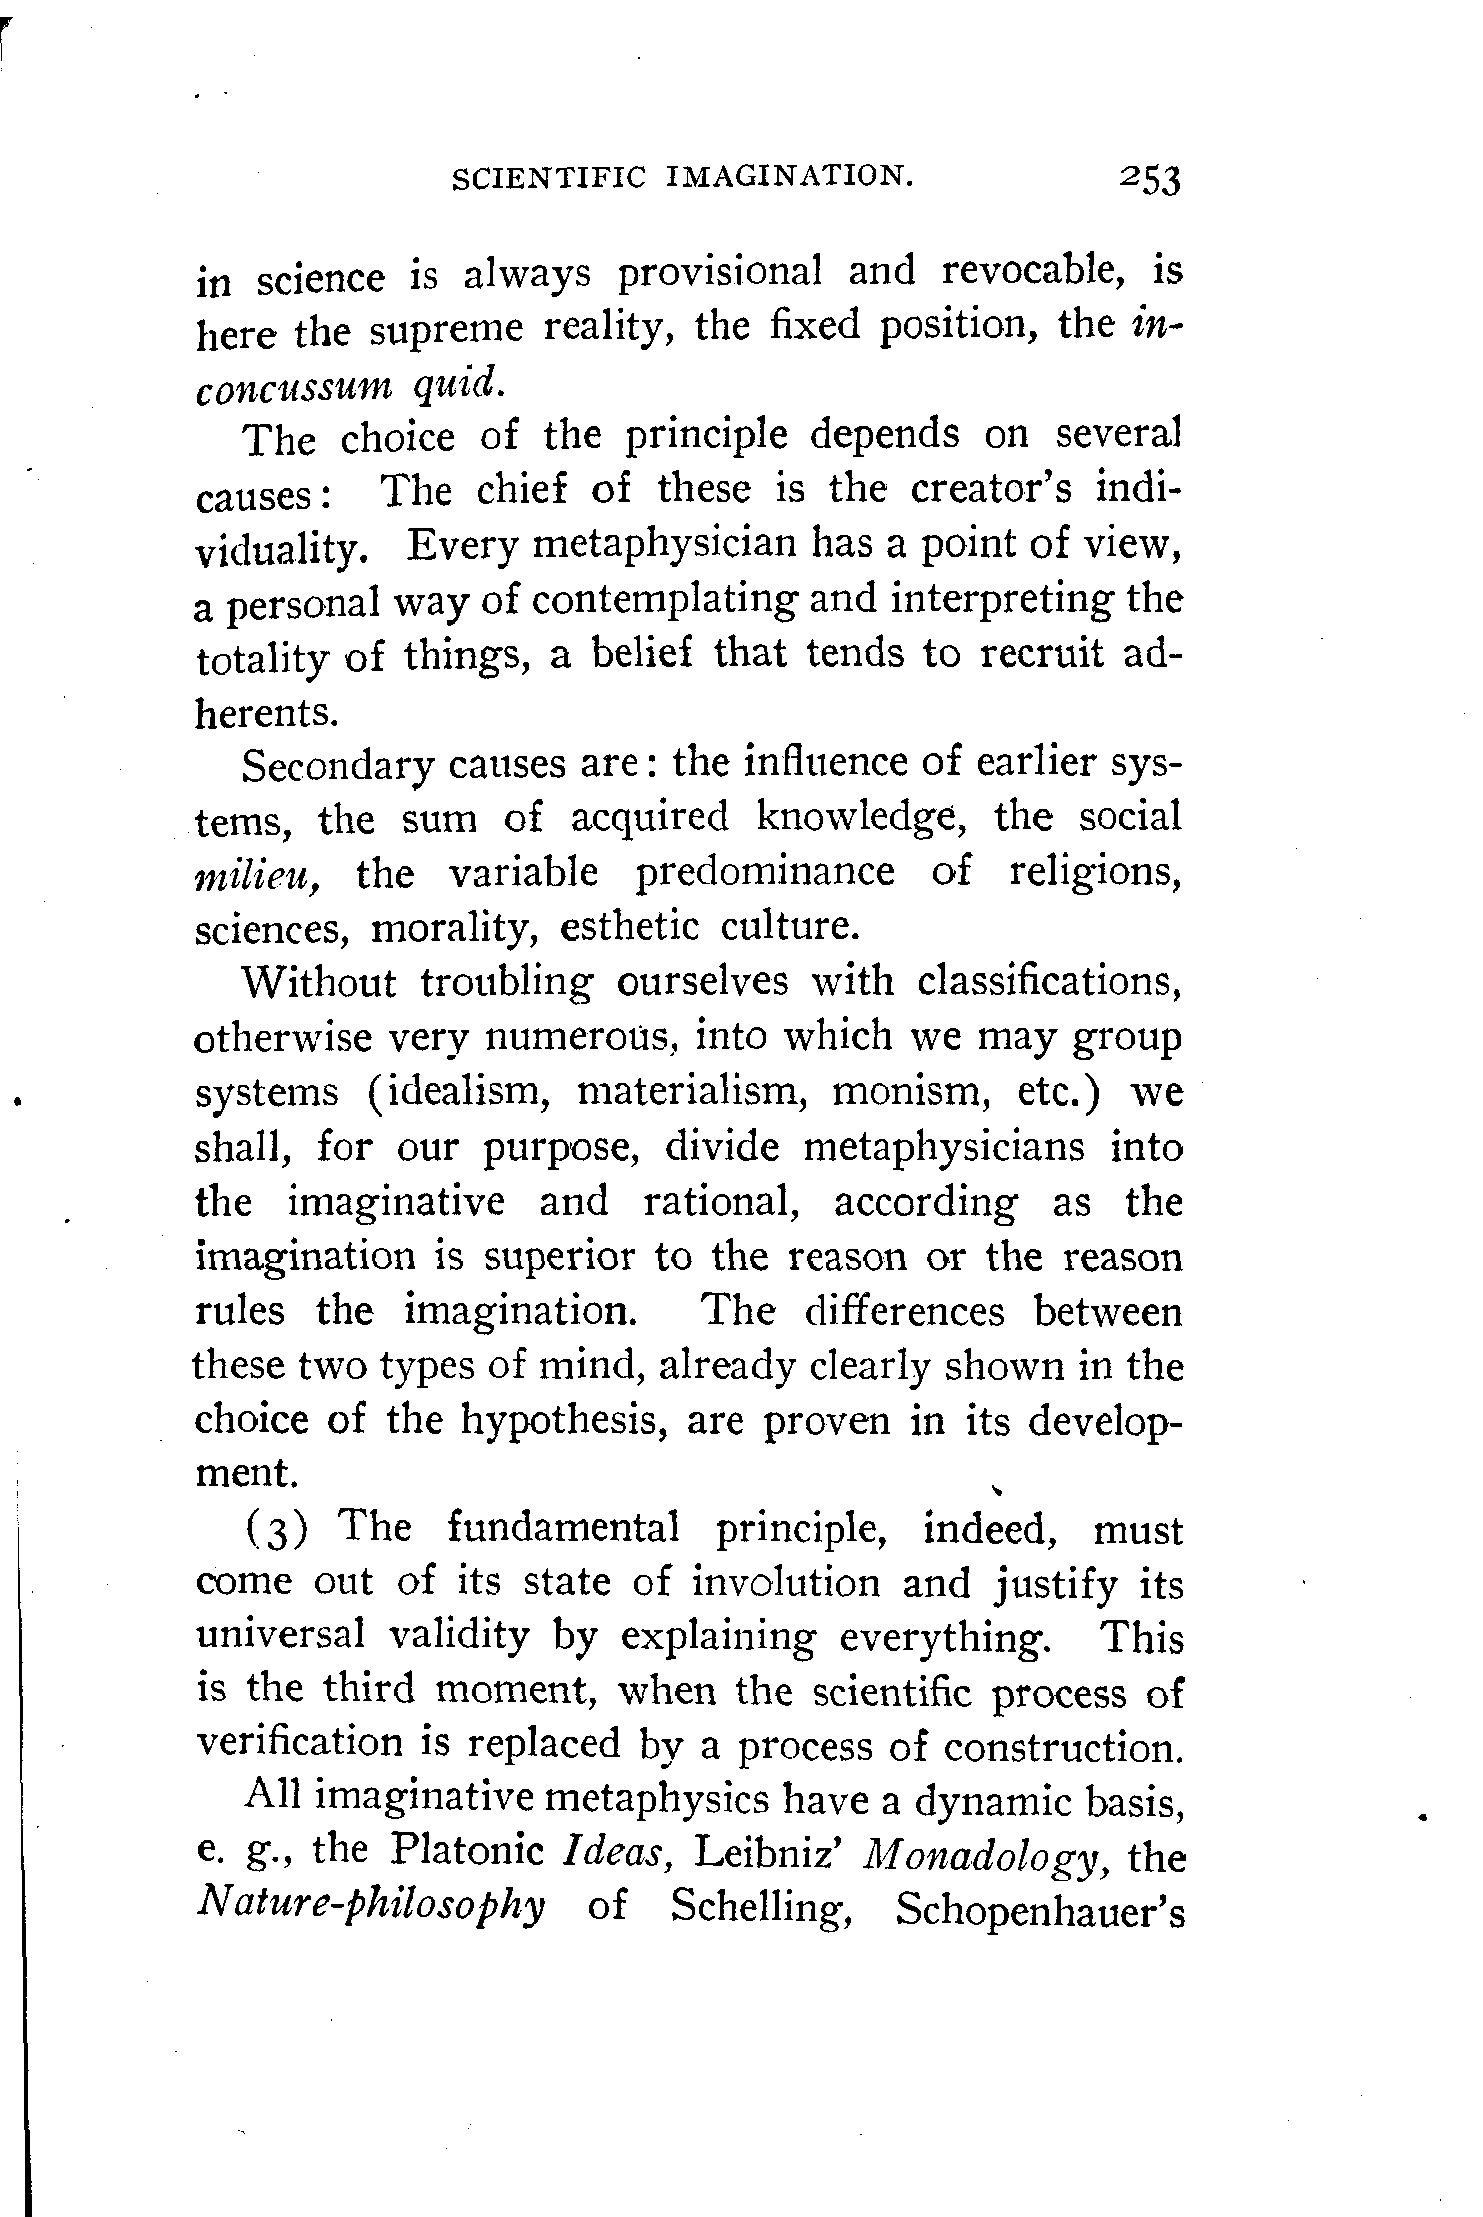 SCIENTIFIC IMAGINATION. 253
in science is always provisional and revocable, is
here the supreme reality, the fixed position, the in-
concussum quid.
The choice of the principle depends on several
causes: The chief of these is the creator's indi-
viduality. Every metaphysician has a point of view,
a personal way of contemplating and interpreting the
totality of things, a belief that tends to recruit ad-
herents.
Secondary causes are: the influence of earlier sys-
tems, the sum of acquired knowledge, the social
milieu, the variable predominance of religions,
sciences, morality, esthetic culture.
Without troubling ourselves with classifications,
otherwise very numerous, into which we may group
systems (idealism, materialism, monism, etc.) we
shall, for our purpose, divide metaphysicians into
the imaginative and rational, according as the
imagination is superior to the reason or the reason
rules the imagination. The differences between
these two types of mind, already clearly shown in the
choice of the hypothesis, are proven in its develop-
ment.
(3) The fundamental principle, indeed, must
come out of its state of involution and justify its
universal validity by explaining everything. This
is the third moment, when the scientific process of
verification is replaced by a process of construction.
All imaginative metaphysics have a dynamic basis,
e. g., the Platonic Ideas, Leibniz' Monadology, the
Nature-philosophy of Schelling, Schopenhauer's